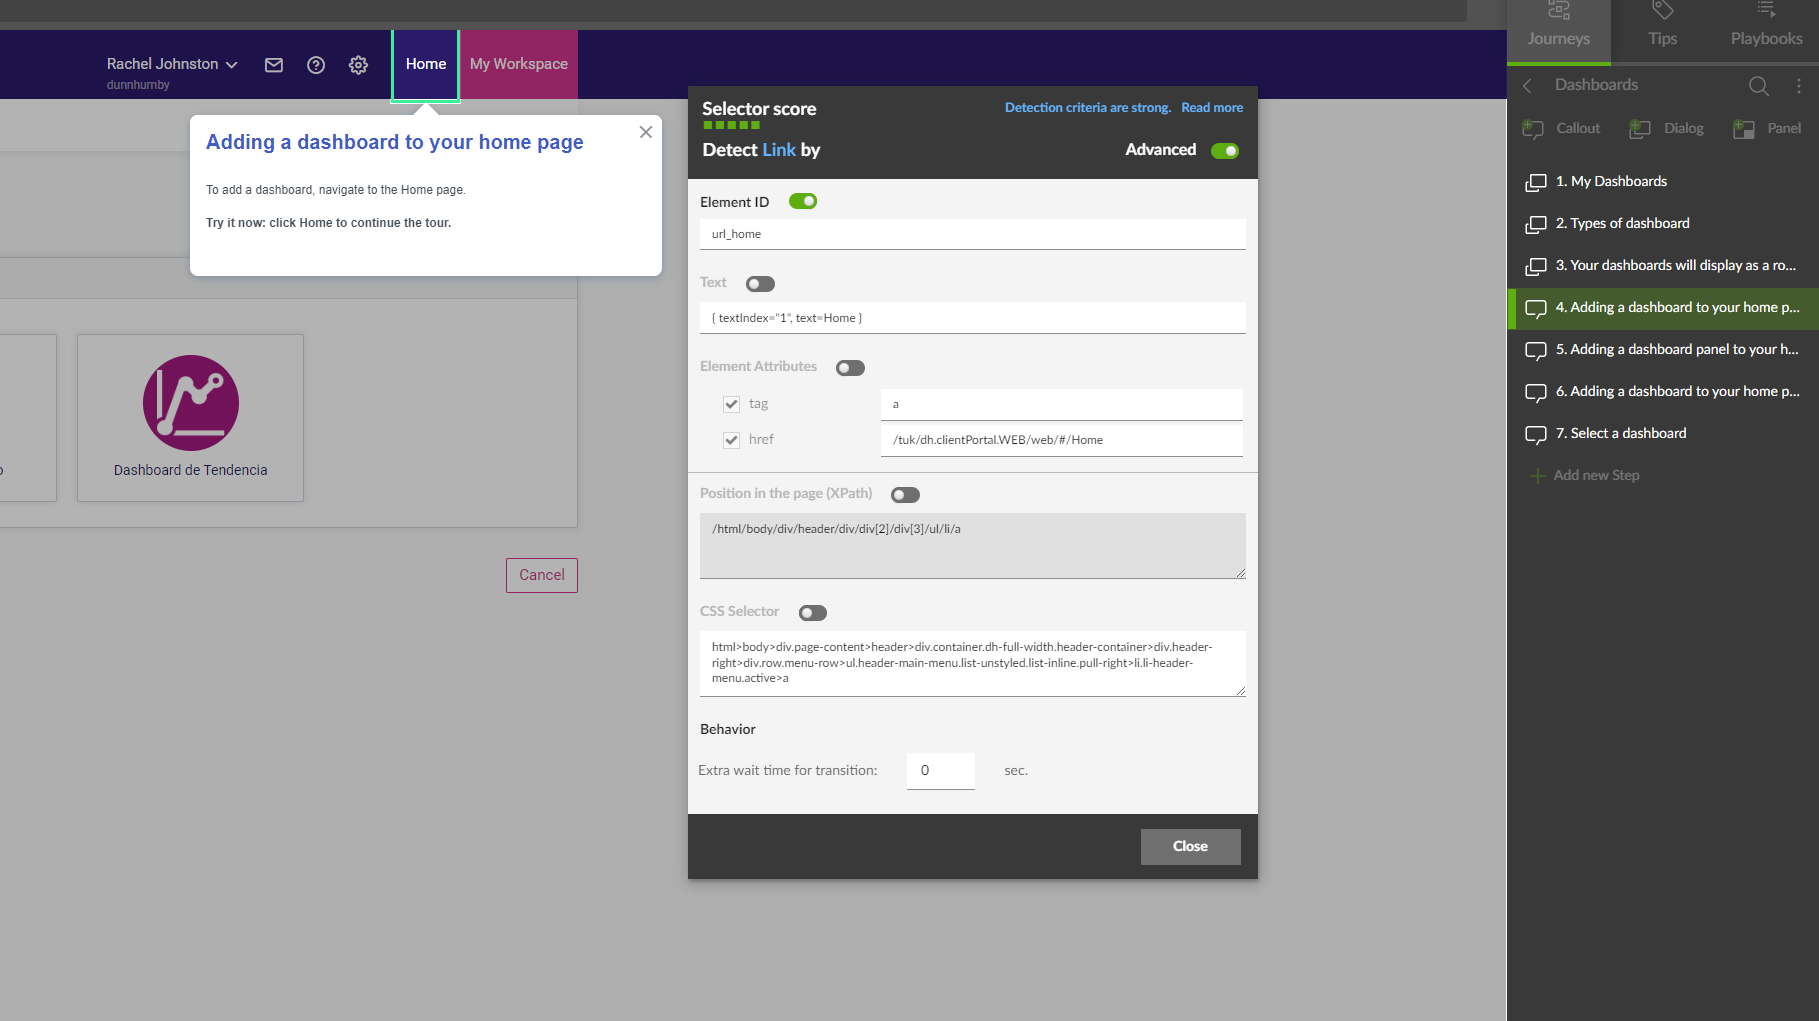 Rachel Johnston
dunnhumby
Home
My Workspace
Adding a dashboard to your home page
To add a dashboard, navigate to the Home page.
Try it now: click Home to continue the tour.
Dashboard de Tendencia
Cancel
Selector score
Detection criteria are strong. Read more
Detect Link by
Advanced
Element ID
url_home
Text
{ textIndex="1", text=Home }
Element Attributes
tag
a
href
/tuk/dh.clientPortal.WEB/web/#/Home
Position in the page (XPath)
/html/body/div/header/div/div[2]/div[3]/ul/li/a
CSS Selector
html>body>div.page-content>header>div.container.dh-full-width.header-container>div.header-
right>div.row.menu-row>ul.header-main-menu.list-unstyled.list-inline.pull-right>li.li-header-
menu.active>a
Behavior
Extra wait time for transition:
0
sec.
Close
Journeys
Tips
Playbooks
Dashboards
Callout
Dialog
Panel
1. My Dashboards
2. Types of dashboard
3. Your dashboards will display as a ro...
4. Adding a dashboard to your home p...
5. Adding a dashboard panel to your h...
6. Adding a dashboard to your home p...
7. Select a dashboard
Add new Step